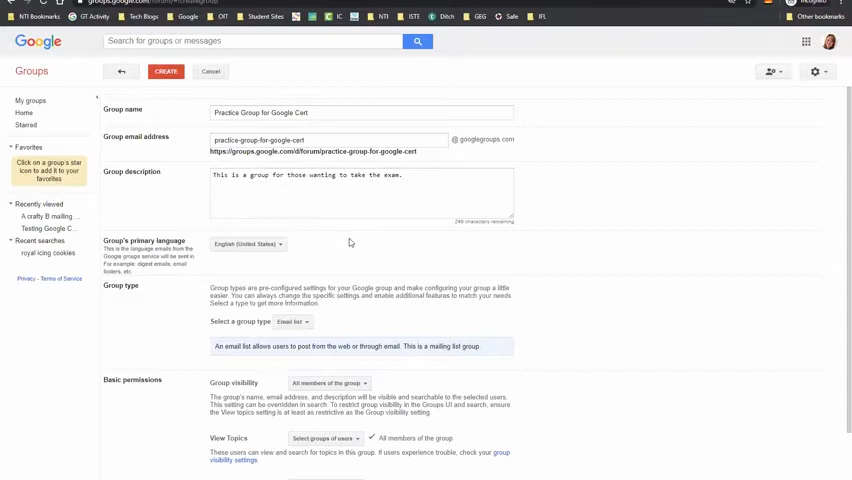 groups.google.com/forum/#!creategroup
Incognito
NTI Bookmarks
GT Activity
Tech Blogs
Google
OIT
Student Sites
IC
NTI
ISTE
Ditch
GEG
Safe
IFL
Other bookmarks
Google
Search for groups or messages
Groups
CREATE
Cancel
My groups
Home
Starred
Favorites
Click on a group's star
icon to add it to your
favorites
Recently viewed
A crafty B mailing ...
Testing Google C...
Recent searches
royal icing cookies
Privacy - Terms of Service
Group name
Practice Group for Google Cert
Group email address
practice-group-for-google-cert
@ googlegroups.com
https://groups.google.com/d/forum/practice-group-for-google-cert
Group description
This is a group for those wanting to take the exam.
246 characters remaining
Group's primary language
This is the language emails from the
Google groups service will be sent in
For example: digest emails, email
footers, etc.
English (United States)
Group type
Group types are pre-configured settings for your Google group and make configuring your group a little
easier. You can always change the specific settings and enable additional features to match your needs
Select a type to get more information.
Select a group type
Email list
An email list allows users to post from the web or through email. This is a mailing list group.
Basic permissions
Group visibility
All members of the group
The group's name, email address, and description will be visible and searchable to the selected users.
This setting can be overridden in search. To restrict group visibility in the Groups UI and search, ensure
the View topics setting is at least as restrictive as the Group visibility setting.
View Topics
Select groups of users
All members of the group
These users can view and search for topics in this group. If users experience trouble, check your group
visibility settings.